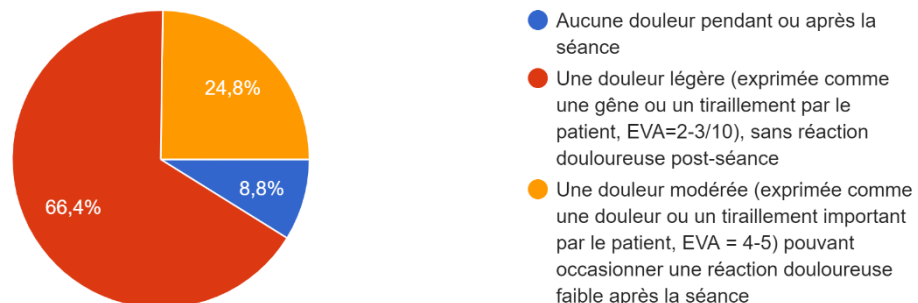 24,8%
8,8%
66,4%
Aucune douleur pendant ou après la
séance
Une douleur légère (exprimée comme
une gêne ou un tiraillement par le
patient, EVA=2-3/10), sans réaction
douloureuse post-séance
Une douleur modérée (exprimée comme
une douleur ou un tiraillement important
par le patient, EVA = 4-5) pouvant
occasionner une réaction douloureuse
faible après la séance